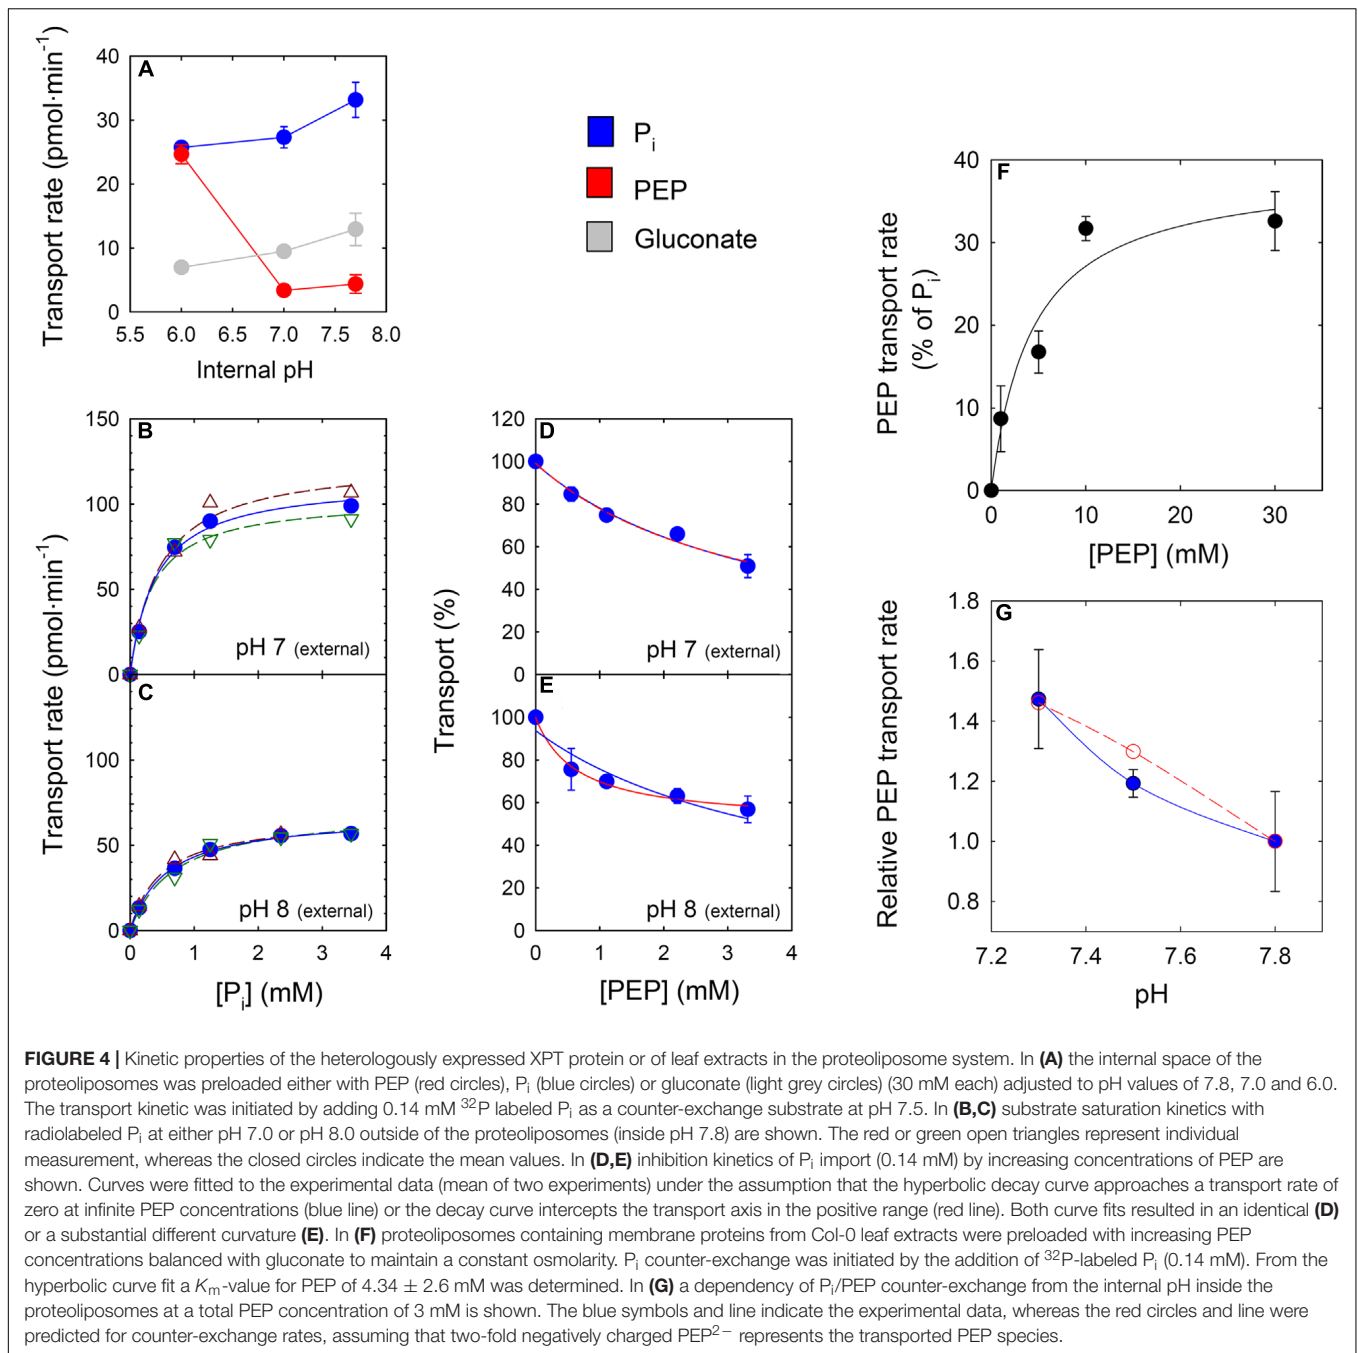 A
Transport rate (pmol·min-1)
40
30
20
10
0
5.5 6.0 6.5 7.0 7.5 8.0
Internal pH
Pi
PEP
Gluconate
F
PEP transport rate
(% of Pi)
40
30
20
10
0
0 10 20 30
[PEP] (mM)
B
Transport rate (pmol·min-1)
150
100
50
0
pH 7 (external)
C
100
50
0
pH 8 (external)
0 1 2 3 4
[Pi] (mM)
D
Transport (%)
120
100
80
60
40
20
0
pH 7 (external)
E
100
80
60
40
20
0
pH 8 (external)
0 1 2 3 4
[PEP] (mM)
G
Relative PEP transport rate
1.8
1.6
1.4
1.2
1.0
0.8
7.2 7.4 7.6 7.8
pH
FIGURE 4 | Kinetic properties of the heterologously expressed XPT protein or of leaf extracts in the proteoliposome system. In (A) the internal space of the
proteoliposomes was preloaded either with PEP (red circles), Pi (blue circles) or gluconate (light grey circles) (30 mM each) adjusted to pH values of 7.8, 7.0 and 6.0.
The transport kinetic was initiated by adding 0.14 mM 32P labeled Pi as a counter-exchange substrate at pH 7.5. In (B,C) substrate saturation kinetics with
radiolabeled Pi at either pH 7.0 or pH 8.0 outside of the proteoliposomes (inside pH 7.8) are shown. The red or green open triangles represent individual
measurement, whereas the closed circles indicate the mean values. In (D,E) inhibition kinetics of Pi import (0.14 mM) by increasing concentrations of PEP are
shown. Curves were fitted to the experimental data (mean of two experiments) under the assumption that the hyperbolic decay curve approaches a transport rate of
zero at infinite PEP concentrations (blue line) or the decay curve intercepts the transport axis in the positive range (red line). Both curve fits resulted in an identical (D)
or a substantial different curvature (E). In (F) proteoliposomes containing membrane proteins from Col-0 leaf extracts were preloaded with increasing PEP
concentrations balanced with gluconate to maintain a constant osmolarity. Pi counter-exchange was initiated by the addition of 32P-labeled Pi (0.14 mM). From the
hyperbolic curve fit a Km-value for PEP of 4.34 ± 2.6 mM was determined. In (G) a dependency of Pi/PEP counter-exchange from the internal pH inside the
proteoliposomes at a total PEP concentration of 3 mM is shown. The blue symbols and line indicate the experimental data, whereas the red circles and line were
predicted for counter-exchange rates, assuming that two-fold negatively charged PEP2− represents the transported PEP species.